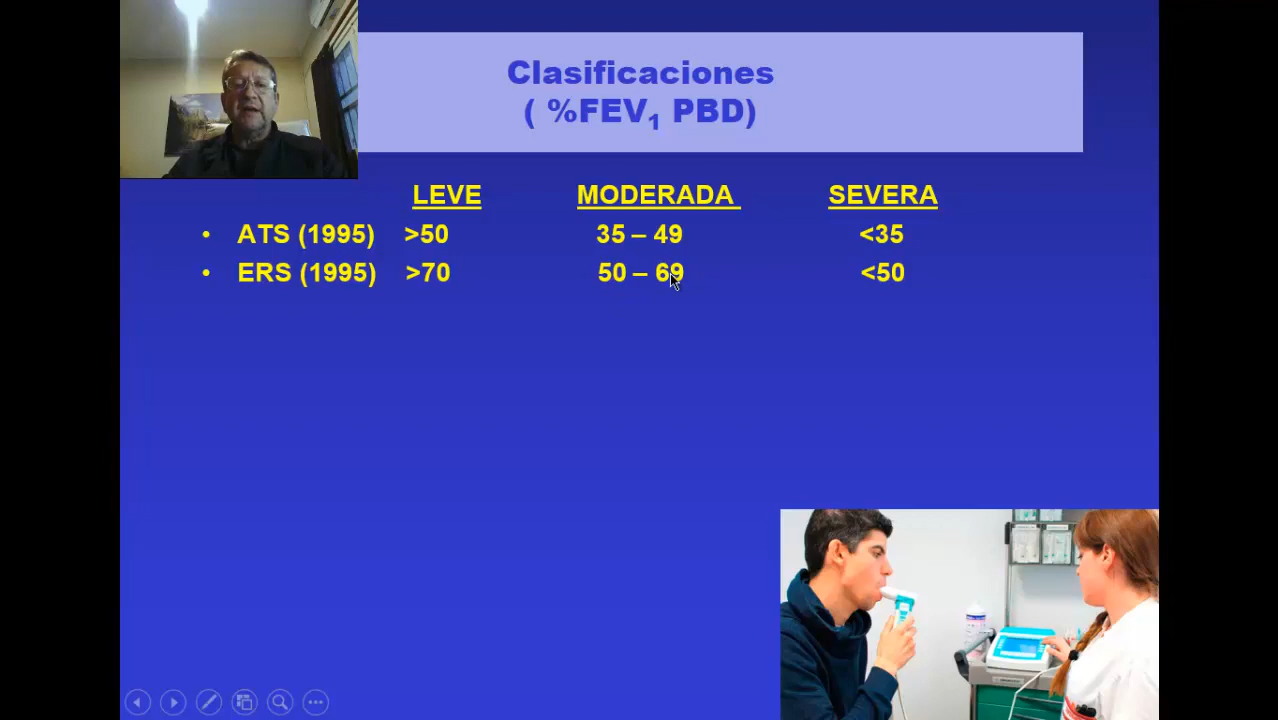 Clasificaciones
( %FEV1 PBD)
LEVE MODERADA SEVERA
• ATS (1995) >50 35 – 49 <35
• ERS (1995) >70 50 – 69 <50